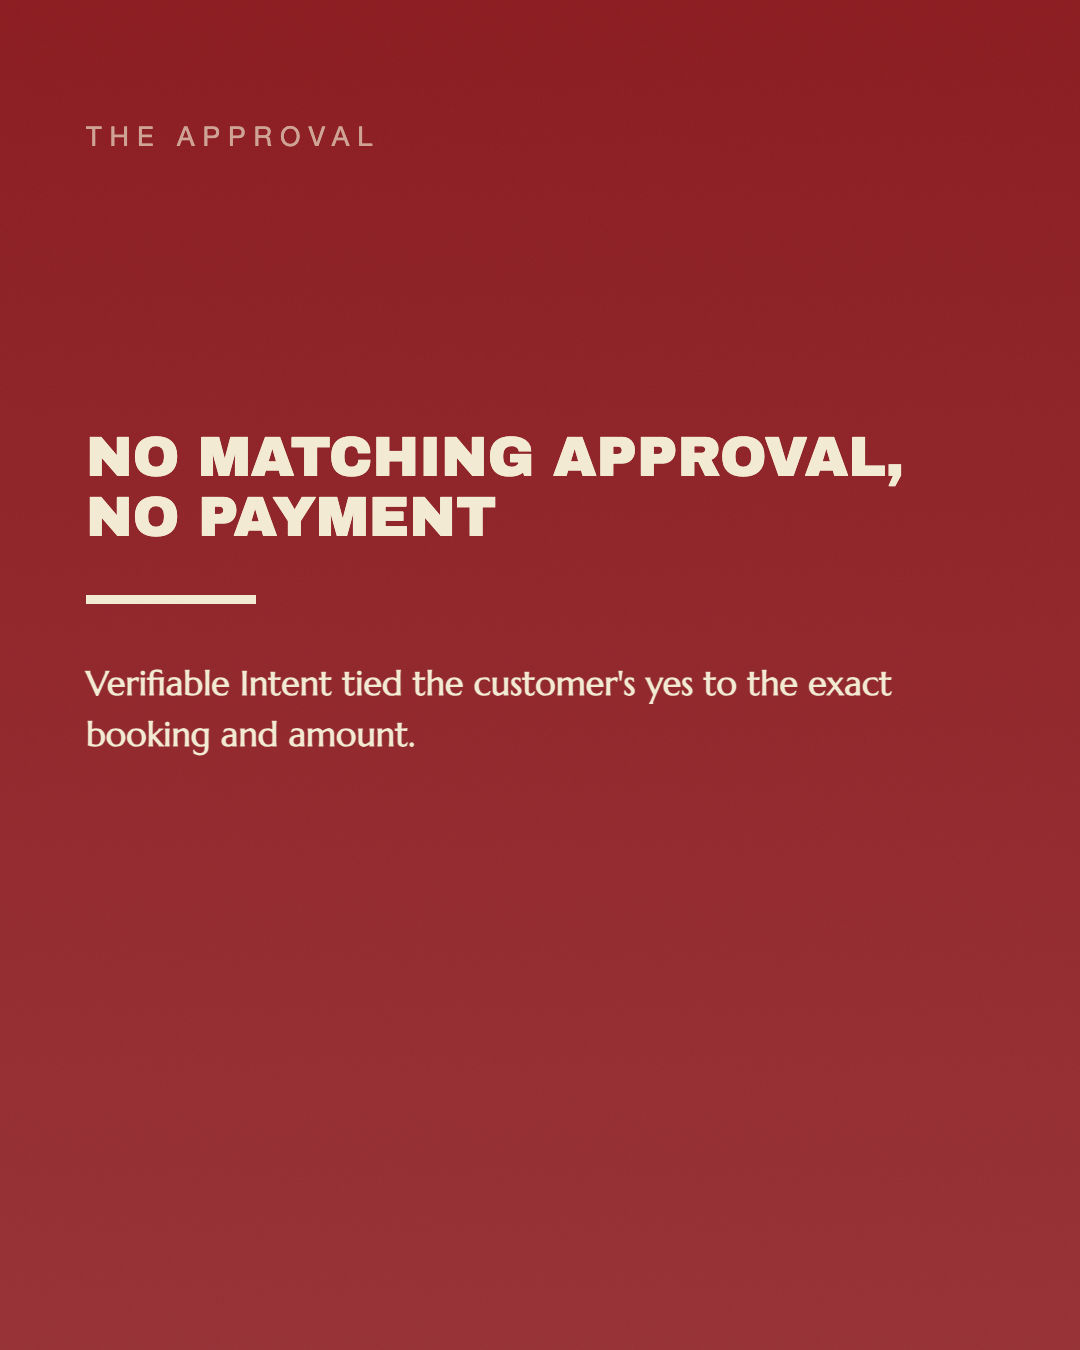 THE APPROVAL
NO MATCHING APPROVAL,
NO PAYMENT
Verifiable Intent tied the customer's yes to the exact
booking and amount.